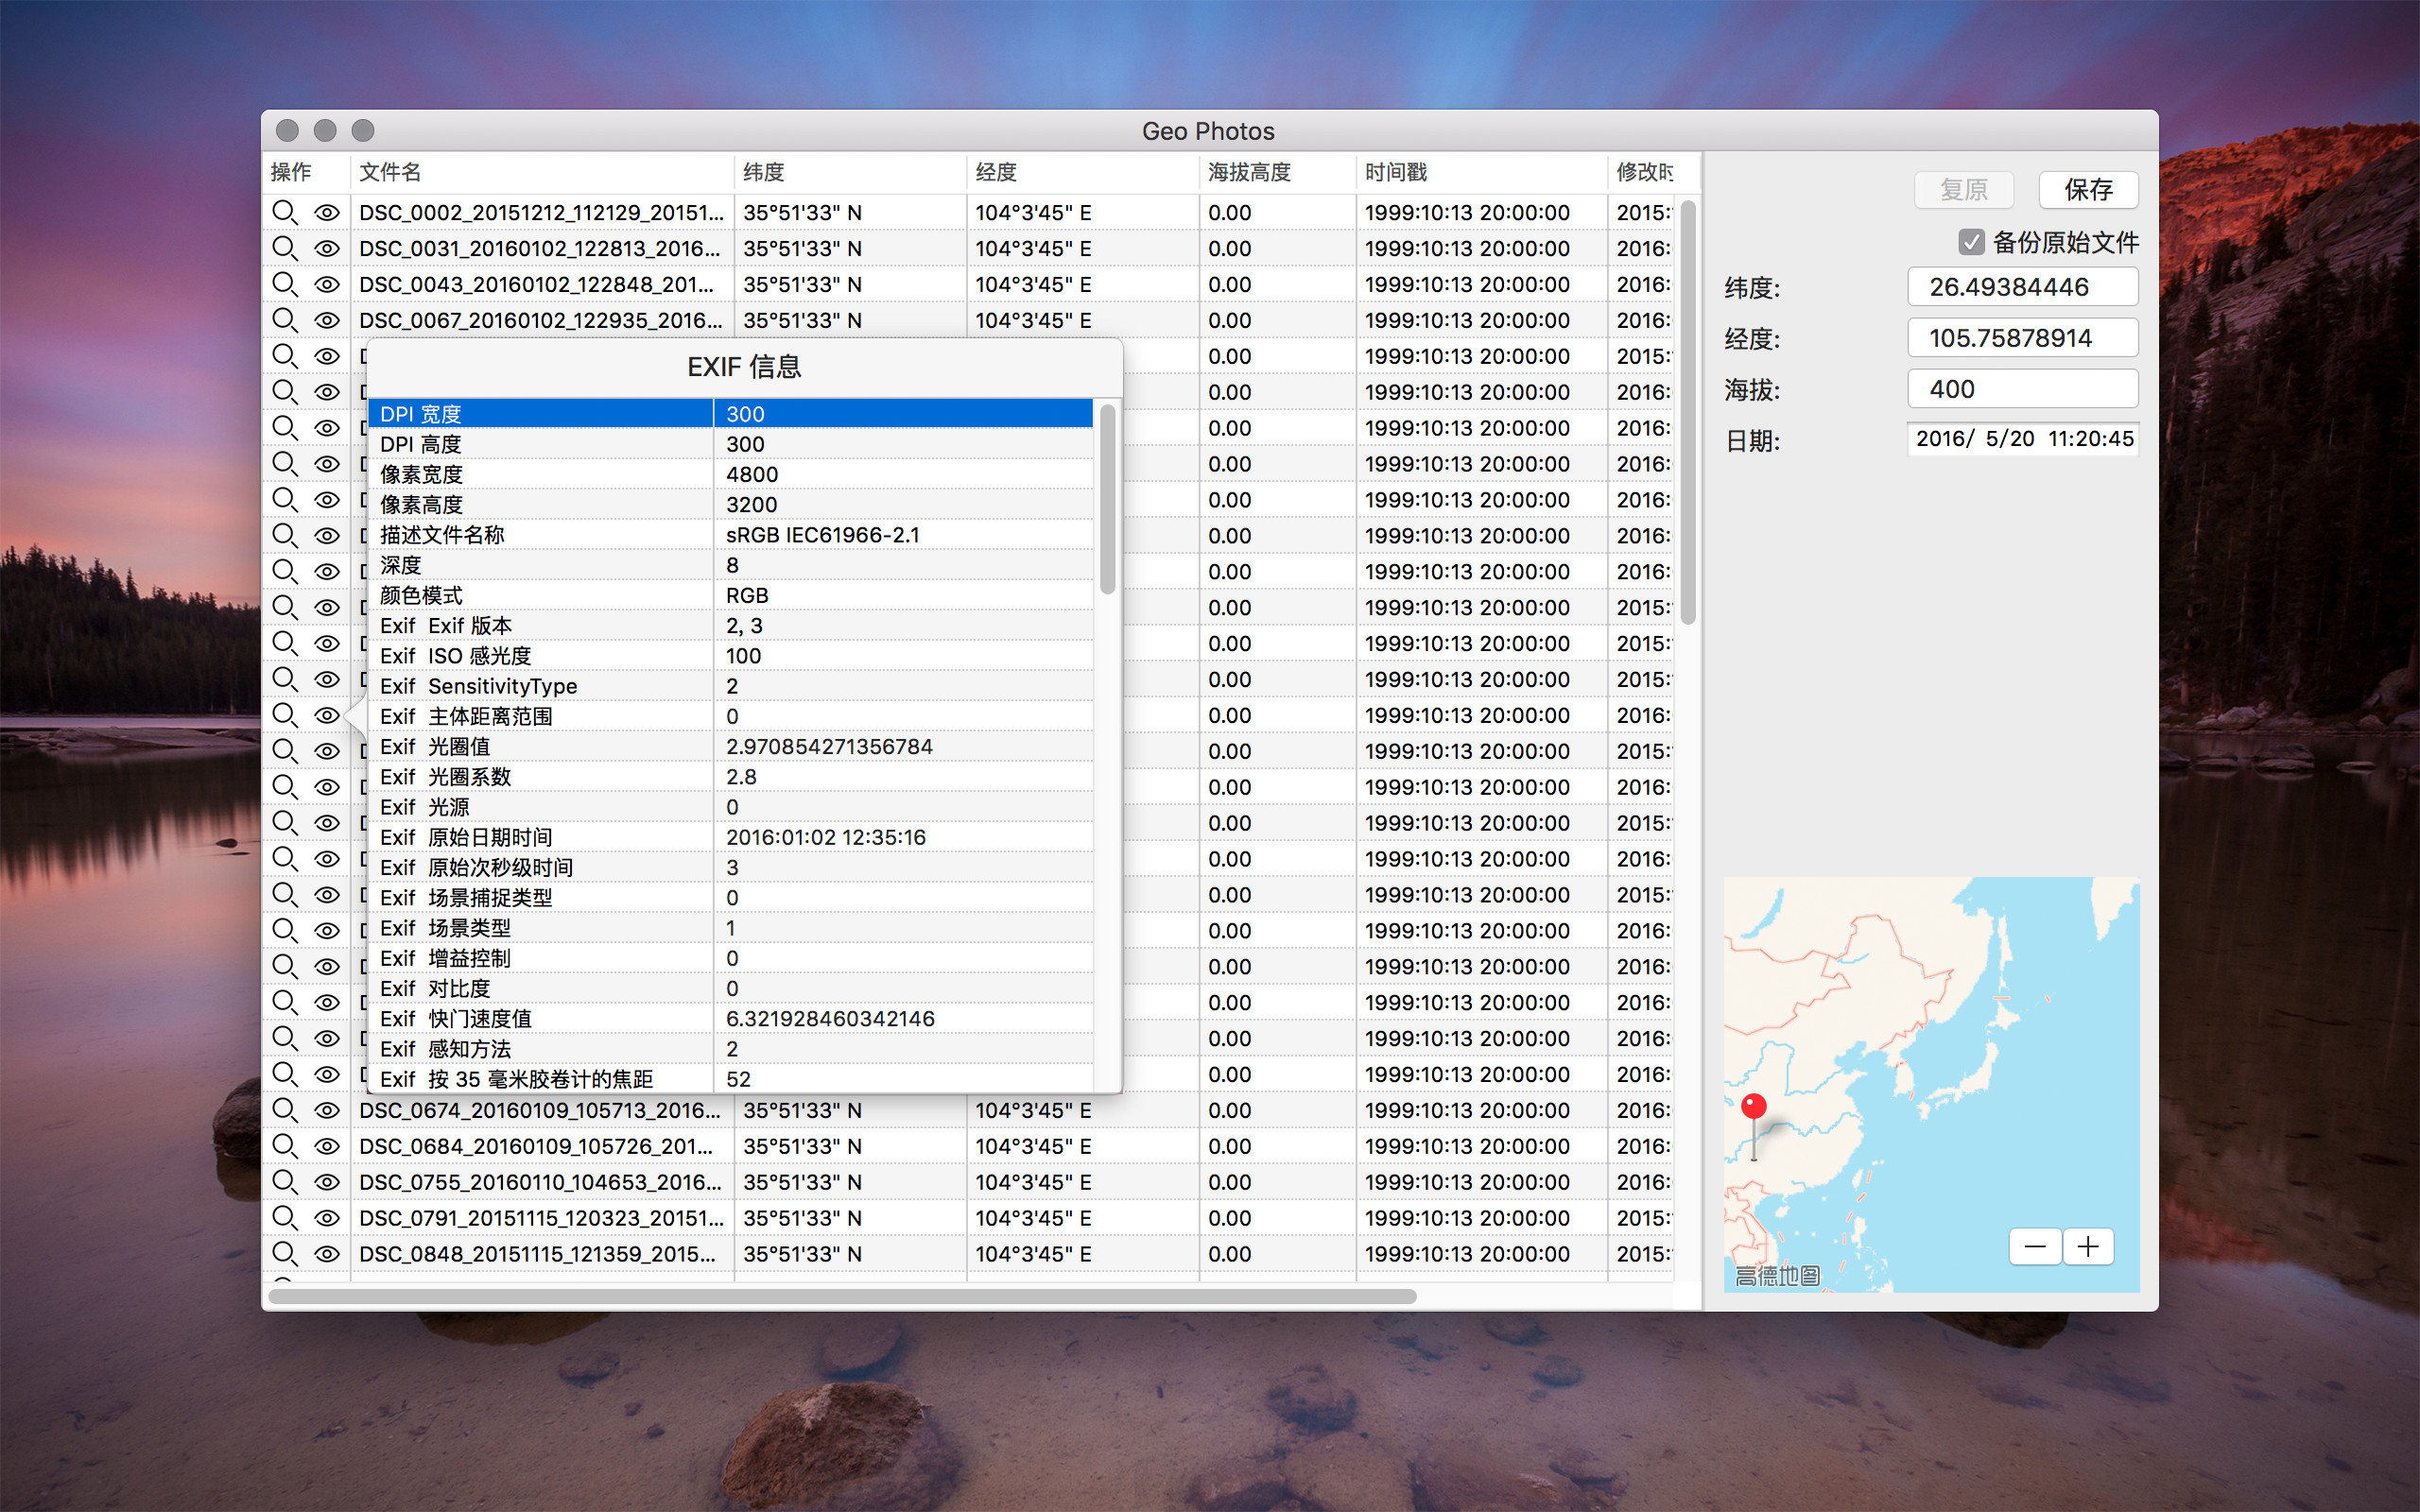 Geo Photos
操作 文件名 纬度 经度 海拔高度 时间戳 修改时
DSC_0002_20151212_112129_20151... 35°51'33" N 104°3'45" E 0.00 1999:10:13 20:00:00 2015:
DSC_0031_20160102_122813_2016... 35°51'33" N 104°3'45" E 0.00 1999:10:13 20:00:00 2016:
DSC_0043_20160102_122848_201... 35°51'33" N 104°3'45" E 0.00 1999:10:13 20:00:00 2016:
DSC_0067_20160102_122935_2016... 35°51'33" N 104°3'45" E 0.00 1999:10:13 20:00:00 2016:
0.00 1999:10:13 20:00:00 2015:
0.00 1999:10:13 20:00:00 2016:
0.00 1999:10:13 20:00:00 2016:
0.00 1999:10:13 20:00:00 2016:
0.00 1999:10:13 20:00:00 2016:
0.00 1999:10:13 20:00:00 2016:
0.00 1999:10:13 20:00:00 2016:
0.00 1999:10:13 20:00:00 2015:
0.00 1999:10:13 20:00:00 2016:
0.00 1999:10:13 20:00:00 2015:
0.00 1999:10:13 20:00:00 2016:
0.00 1999:10:13 20:00:00 2015:
0.00 1999:10:13 20:00:00 2016:
0.00 1999:10:13 20:00:00 2015:
0.00 1999:10:13 20:00:00 2016:
0.00 1999:10:13 20:00:00 2015:
0.00 1999:10:13 20:00:00 2016:
0.00 1999:10:13 20:00:00 2016:
0.00 1999:10:13 20:00:00 2016:
0.00 1999:10:13 20:00:00 2016:
0.00 1999:10:13 20:00:00 2016:
DSC_0674_20160109_105713_2016... 35°51'33" N 104°3'45" E 0.00 1999:10:13 20:00:00 2016:
DSC_0684_20160109_105726_201... 35°51'33" N 104°3'45" E 0.00 1999:10:13 20:00:00 2016:
DSC_0755_20160110_104653_2016... 35°51'33" N 104°3'45" E 0.00 1999:10:13 20:00:00 2016:
DSC_0791_20151115_120323_20151... 35°51'33" N 104°3'45" E 0.00 1999:10:13 20:00:00 2015:
DSC_0848_20151115_121359_2015... 35°51'33" N 104°3'45" E 0.00 1999:10:13 20:00:00 2015:
EXIF 信息
DPI 宽度 300
DPI 高度 300
像素宽度 4800
像素高度 3200
描述文件名称 sRGB IEC61966-2.1
深度 8
颜色模式 RGB
Exif Exif 版本 2, 3
Exif ISO 感光度 100
Exif SensitivityType 2
Exif 主体距离范围 0
Exif 光圈值 2.970854271356784
Exif 光圈系数 2.8
Exif 光源 0
Exif 原始日期时间 2016:01:02 12:35:16
Exif 原始次秒级时间 3
Exif 场景捕捉类型 0
Exif 场景类型 1
Exif 增益控制 0
Exif 对比度 0
Exif 快门速度值 6.321928460342146
Exif 感知方法 2
Exif 按 35 毫米胶卷计的焦距 52
复原 保存
备份原始文件
纬度: 26.49384446
经度: 105.75878914
海拔: 400
日期: 2016/ 5/20 11:20:45
高德地图